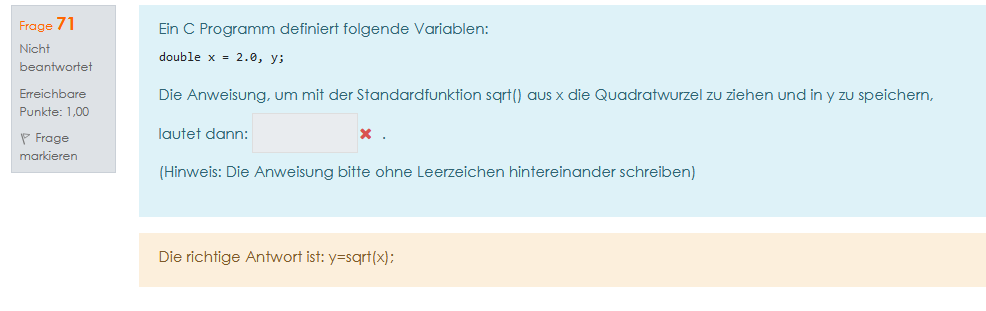 Frage 71
Nicht
beantwortet
Erreichbare
Punkte: 1,00
Frage
markieren
Ein C Programm definiert folgende Variablen:
double x = 2.0, y;
Die Anweisung, um mit der Standardfunktion sqrt() aus x die Quadratwurzel zu ziehen und in y zu speichern,
lautet dann: .
(Hinweis: Die Anweisung bitte ohne Leerzeichen hintereinander schreiben)
Die richtige Antwort ist: y=sqrt(x);